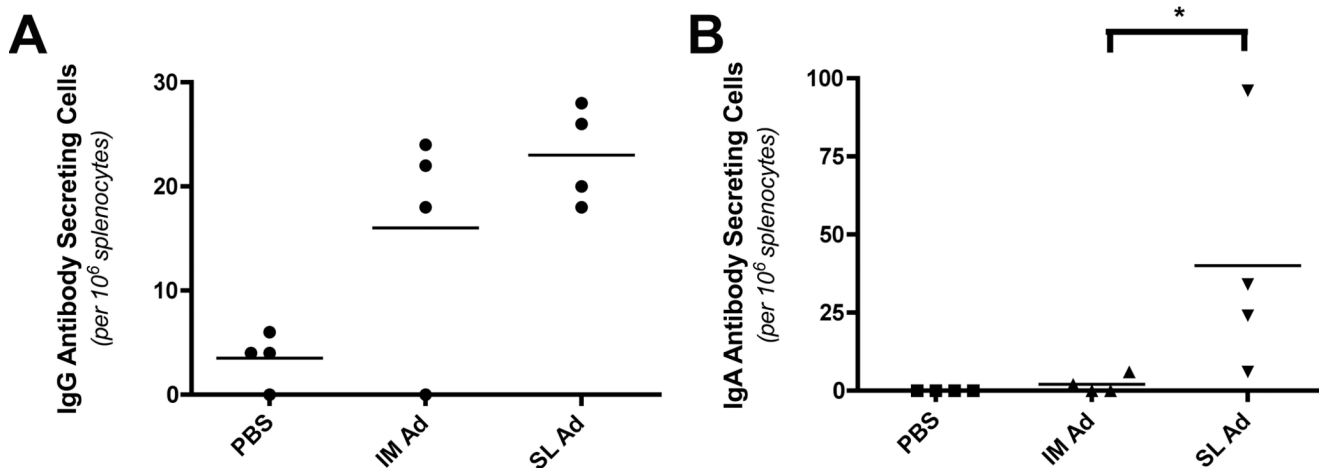 A
IgG Antibody Secreting Cells
(per 10⁶ splenocytes)
30
20
10
0
PBS
IM Ad
SL Ad
B
*
IgA Antibody Secreting Cells
(per 10⁶ splenocytes)
100
75
50
25
0
PBS
IM Ad
SL Ad